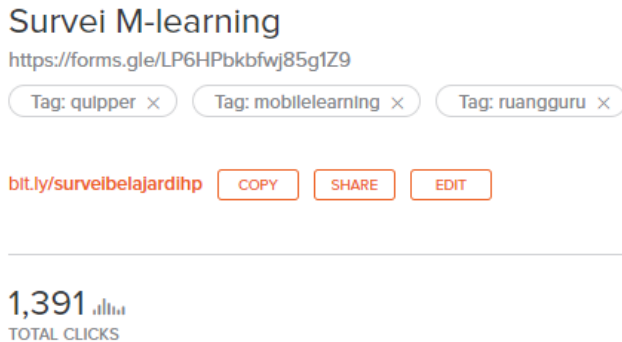 Survei M-learning
https://forms.gle/LP6HPbkbfwj85g1Z9
Tag: quipper × Tag: mobilelearning × Tag: ruangguru ×
bit.ly/surveibelajardihp COPY SHARE EDIT
1,391
TOTAL CLICKS